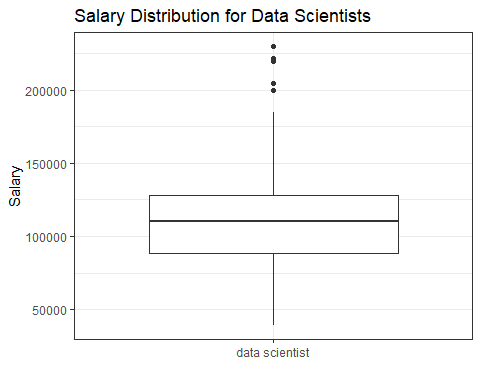 Salary Distribution for Data Scientists
200000
150000
100000
50000
Salary
data scientist